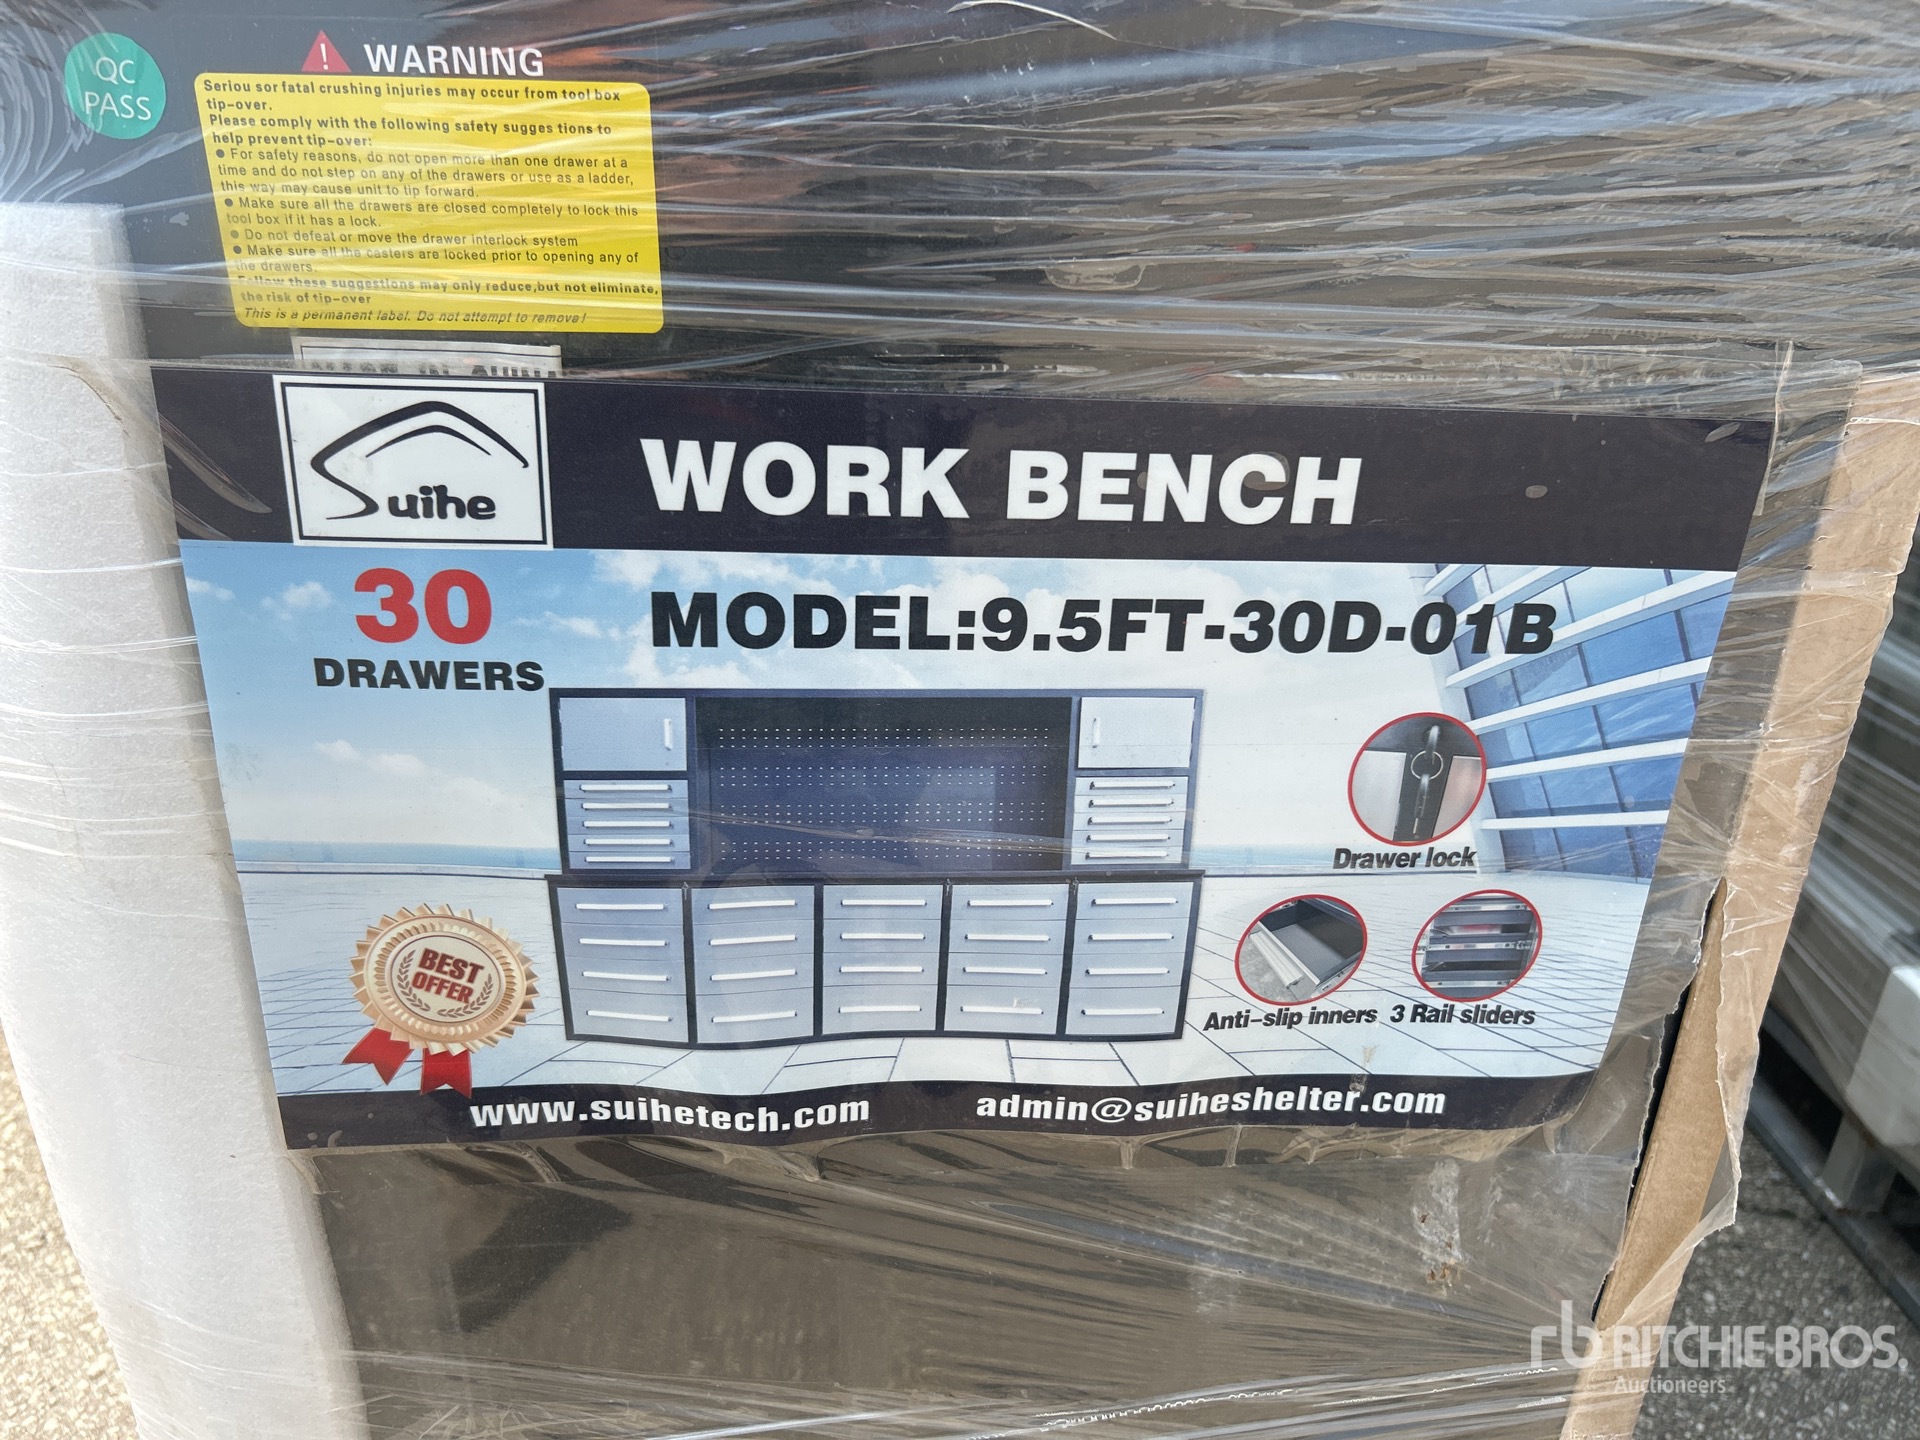 QC
PASS
WARNING
Seriou sor fatal crushing injuries may occur from tool box
tip-over.
Please comply with the following safety sugges tions to
help prevent tip-over:
● For safety reasons, do not open more than one drawer at a
time and do not step on any of the drawers or use as a ladder,
this way may cause unit to tip forward.
● Make sure all the drawers are closed completely to lock this
tool box if it has a lock.
● Do not defeat or move the drawer interlock system
● Make sure all the casters are locked prior to opening any of
the drawers.
Follow these suggestions may only reduce,but not eliminate,
the risk of tip-over
This is a permanent label. Do not attempt to remove!
Suihe
WORK BENCH
30
DRAWERS
MODEL:9.5FT-30D-01B
Drawer lock
BEST
OFFER
Anti-slip inners
3 Rail sliders
www.suihetech.com
admin@suiheshelter.com
rb RITCHIE BROS.
Auctioneers